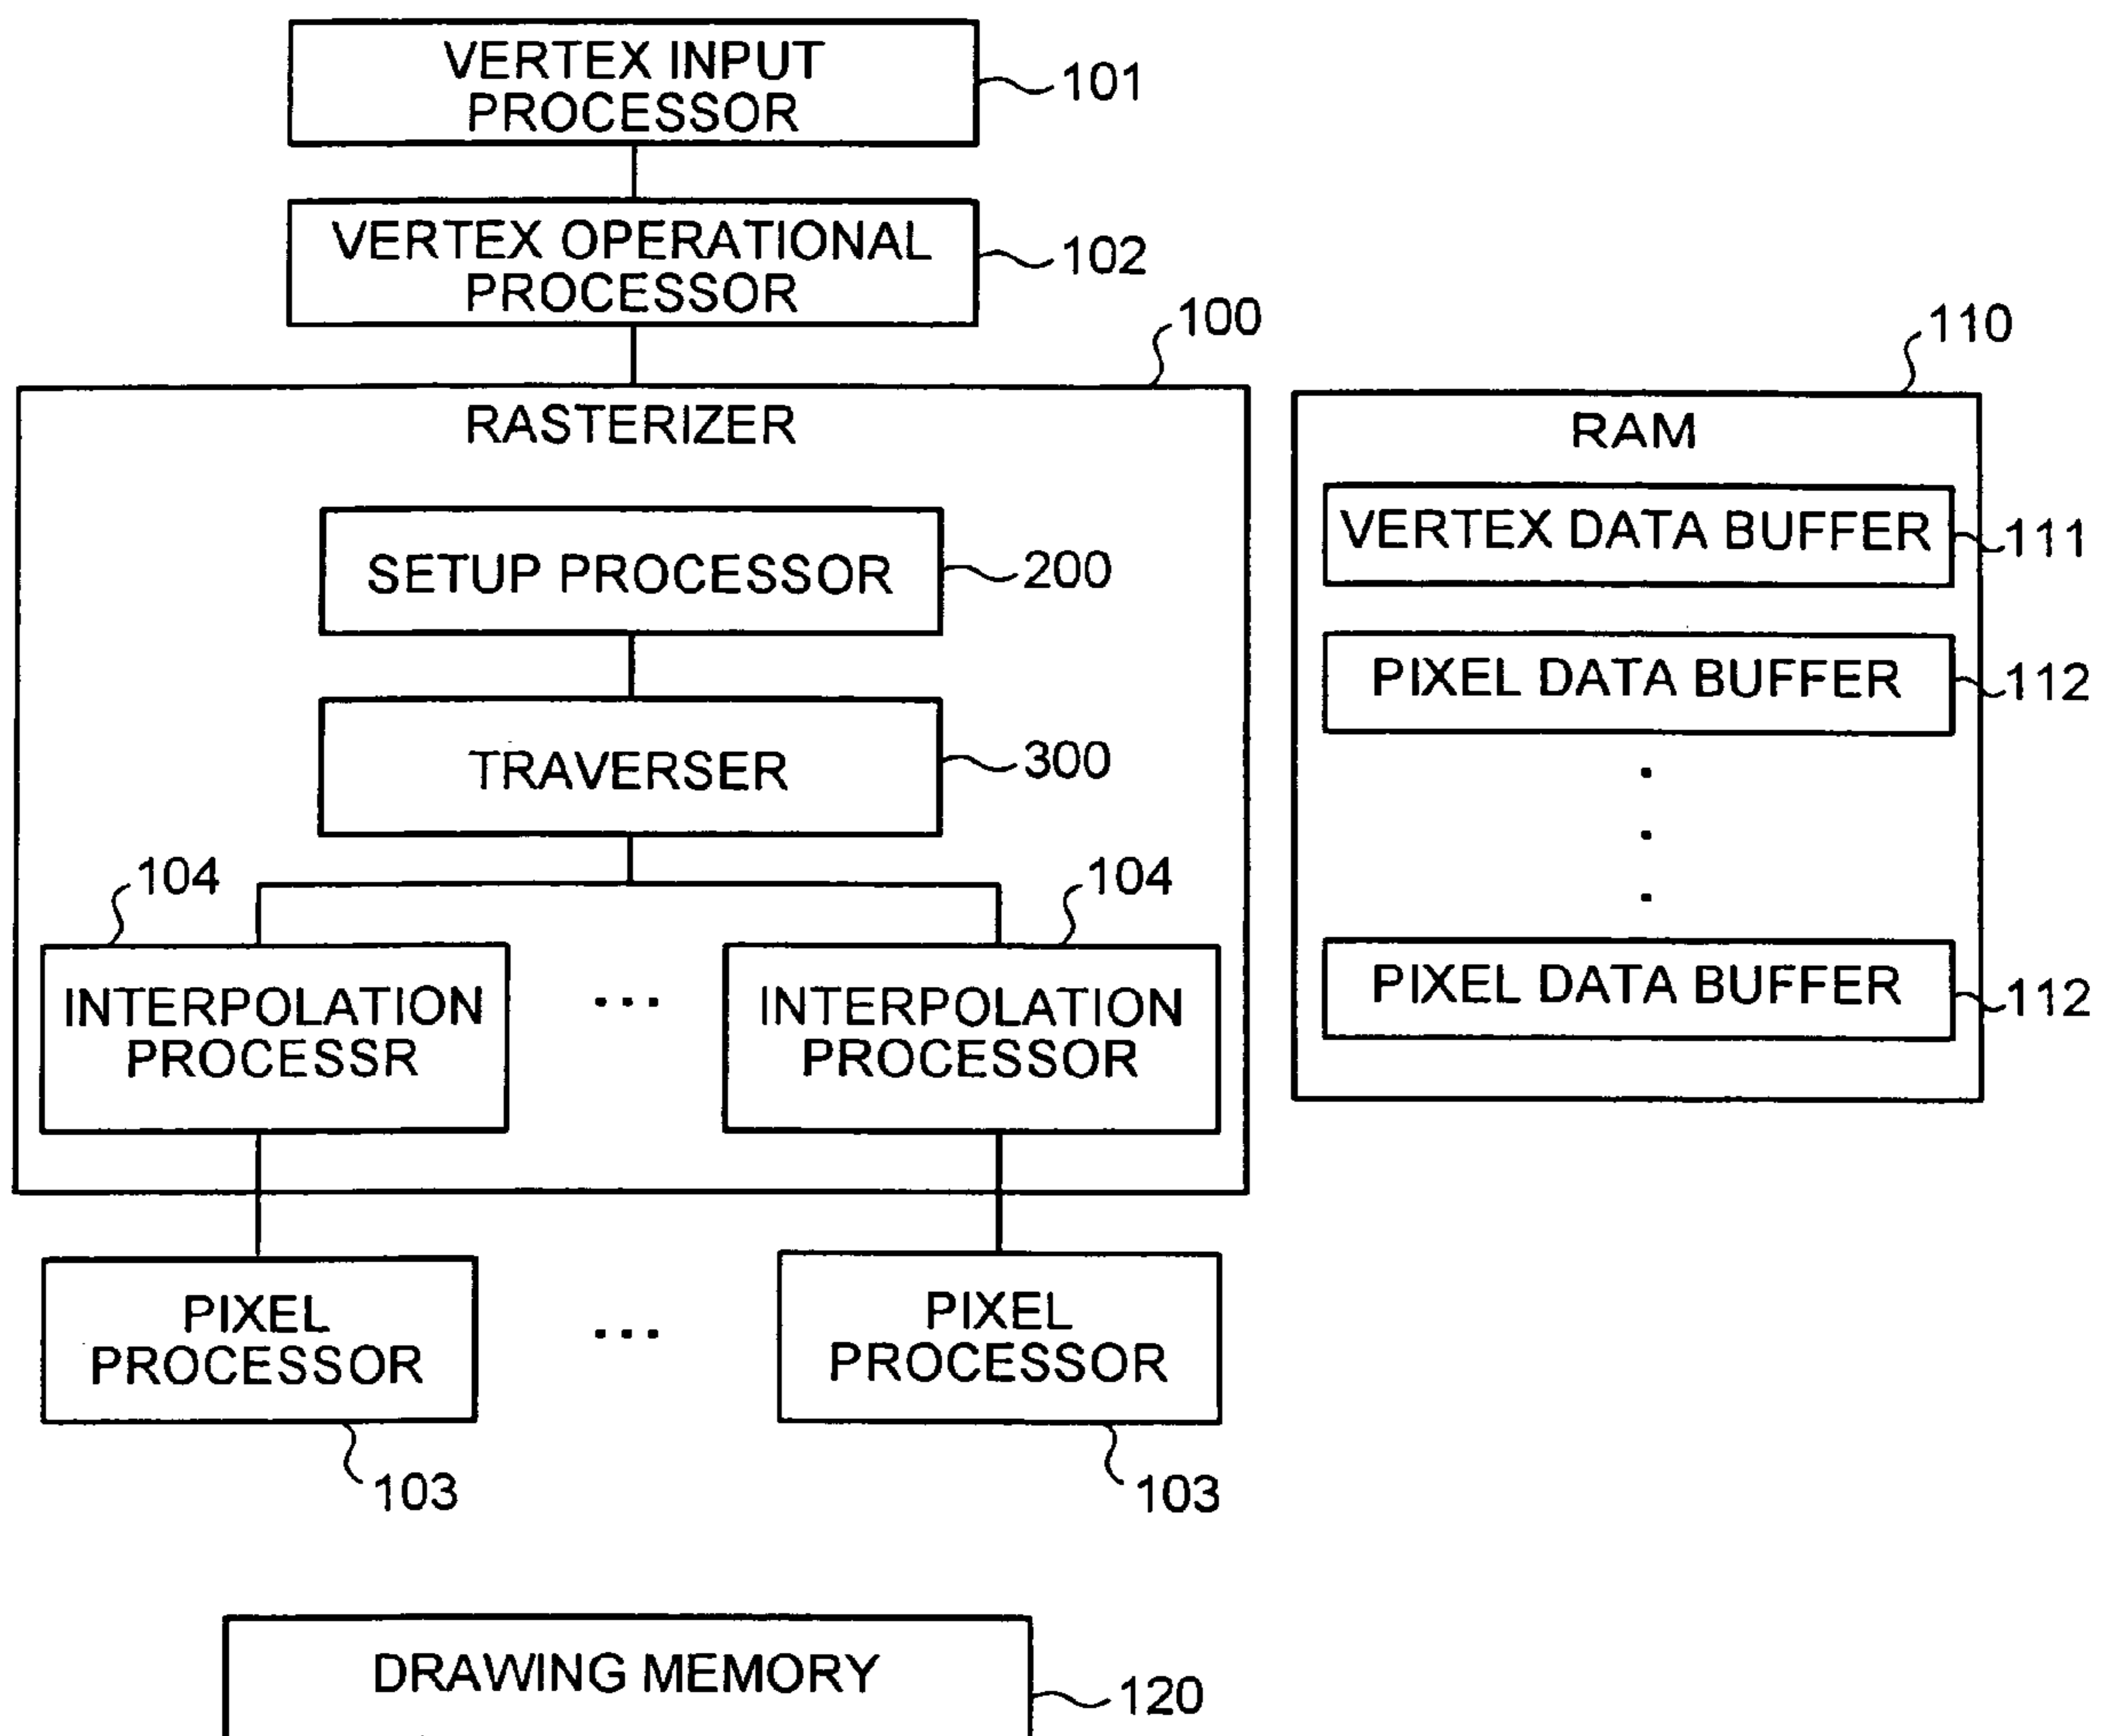 VERTEX INPUT
PROCESSOR
101
VERTEX OPERATIONAL
PROCESSOR
102
100
RASTERIZER
SETUP PROCESSOR
200
TRAVERSER
300
104
104
INTERPOLATION
PROCESSR
...
INTERPOLATION
PROCESSOR
PIXEL
PROCESSOR
...
PIXEL
PROCESSOR
103
103
110
RAM
VERTEX DATA BUFFER
111
PIXEL DATA BUFFER
112
.
.
.
PIXEL DATA BUFFER
112
DRAWING MEMORY
120